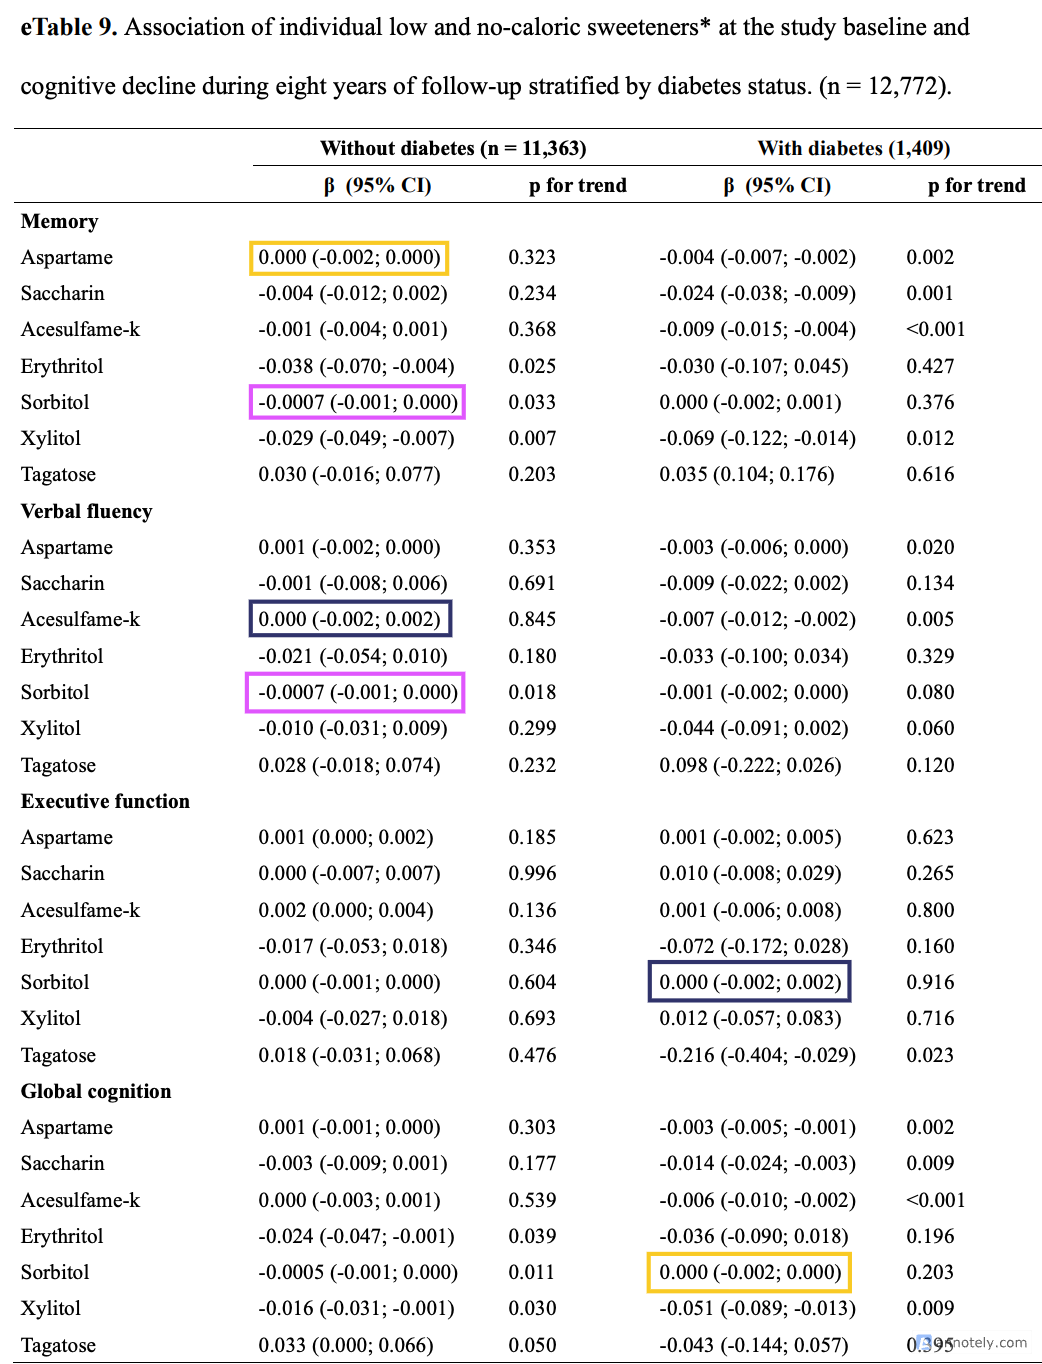 eTable 9. Association of individual low and no-caloric sweeteners* at the study baseline and
cognitive decline during eight years of follow-up stratified by diabetes status. (n = 12,772).
Without diabetes (n = 11,363) With diabetes (1,409)
β (95% CI) p for trend β (95% CI) p for trend
Memory
Aspartame 0.000 (-0.002; 0.000) 0.323 -0.004 (-0.007; -0.002) 0.002
Saccharin -0.004 (-0.012; 0.002) 0.234 -0.024 (-0.038; -0.009) 0.001
Acesulfame-k -0.001 (-0.004; 0.001) 0.368 -0.009 (-0.015; -0.004) <0.001
Erythritol -0.038 (-0.070; -0.004) 0.025 -0.030 (-0.107; 0.045) 0.427
Sorbitol -0.0007 (-0.001; 0.000) 0.033 0.000 (-0.002; 0.001) 0.376
Xylitol -0.029 (-0.049; -0.007) 0.007 -0.069 (-0.122; -0.014) 0.012
Tagatose 0.030 (-0.016; 0.077) 0.203 0.035 (0.104; 0.176) 0.616
Verbal fluency
Aspartame 0.001 (-0.002; 0.000) 0.353 -0.003 (-0.006; 0.000) 0.020
Saccharin -0.001 (-0.008; 0.006) 0.691 -0.009 (-0.022; 0.002) 0.134
Acesulfame-k 0.000 (-0.002; 0.002) 0.845 -0.007 (-0.012; -0.002) 0.005
Erythritol -0.021 (-0.054; 0.010) 0.180 -0.033 (-0.100; 0.034) 0.329
Sorbitol -0.0007 (-0.001; 0.000) 0.018 -0.001 (-0.002; 0.000) 0.080
Xylitol -0.010 (-0.031; 0.009) 0.299 -0.044 (-0.091; 0.002) 0.060
Tagatose 0.028 (-0.018; 0.074) 0.232 0.098 (-0.222; 0.026) 0.120
Executive function
Aspartame 0.001 (0.000; 0.002) 0.185 0.001 (-0.002; 0.005) 0.623
Saccharin 0.000 (-0.007; 0.007) 0.996 0.010 (-0.008; 0.029) 0.265
Acesulfame-k 0.002 (0.000; 0.004) 0.136 0.001 (-0.006; 0.008) 0.800
Erythritol -0.017 (-0.053; 0.018) 0.346 -0.072 (-0.172; 0.028) 0.160
Sorbitol 0.000 (-0.001; 0.000) 0.604 0.000 (-0.002; 0.002) 0.916
Xylitol -0.004 (-0.027; 0.018) 0.693 0.012 (-0.057; 0.083) 0.716
Tagatose 0.018 (-0.031; 0.068) 0.476 -0.216 (-0.404; -0.029) 0.023
Global cognition
Aspartame 0.001 (-0.001; 0.000) 0.303 -0.003 (-0.005; -0.001) 0.002
Saccharin -0.003 (-0.009; 0.001) 0.177 -0.014 (-0.024; -0.003) 0.009
Acesulfame-k 0.000 (-0.003; 0.001) 0.539 -0.006 (-0.010; -0.002) <0.001
Erythritol -0.024 (-0.047; -0.001) 0.039 -0.036 (-0.090; 0.018) 0.196
Sorbitol -0.0005 (-0.001; 0.000) 0.011 0.000 (-0.002; 0.000) 0.203
Xylitol -0.016 (-0.031; -0.001) 0.030 -0.051 (-0.089; -0.013) 0.009
Tagatose 0.033 (0.000; 0.066) 0.050 -0.043 (-0.144; 0.057) 0.395